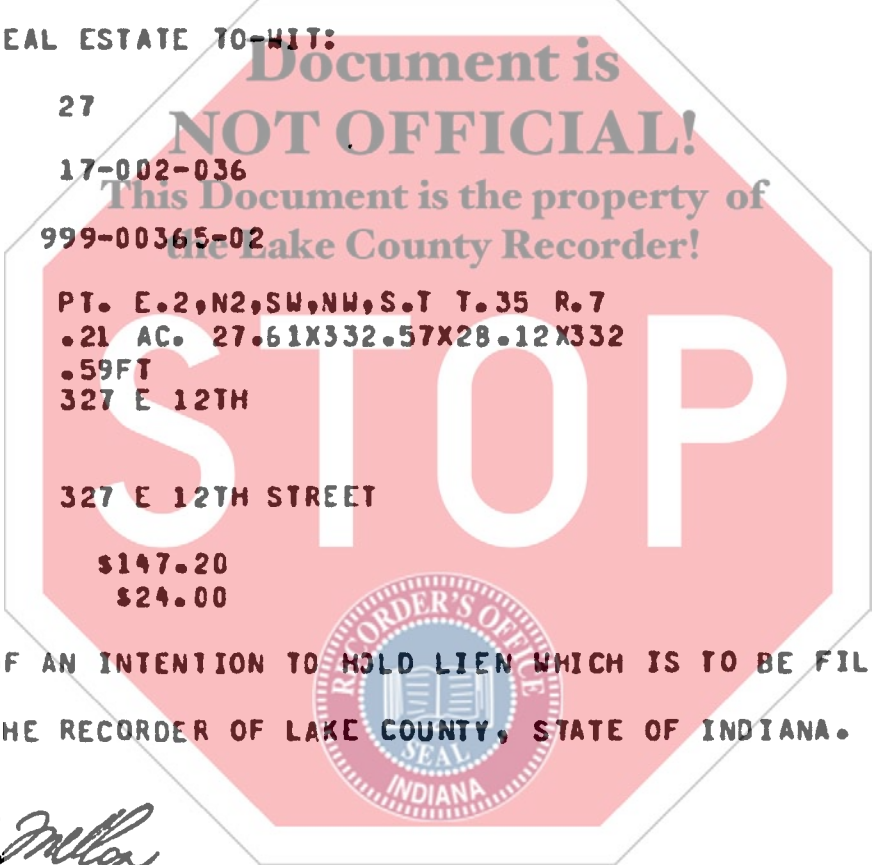 EAL ESTATE TO-WIT:
Document is
27
NOT OFFICIAL!
17-002-036
This Document is the property of
999-00365-02
the Lake County Recorder!
PT. E.2,N2,SW,NW,S.T T.35 R.7
.21 AC. 27.61X332.57X28.12X332
.59FT
327 E 12TH
STOP
327 E 12TH STREET
$147.20
$24.00
RECORDER'S OFFICE
F AN INTENTION TO HOLD LIEN WHICH IS TO BE FIL
HE RECORDER OF LAKE COUNTY, STATE OF INDIANA.
SEAL
INDIANA